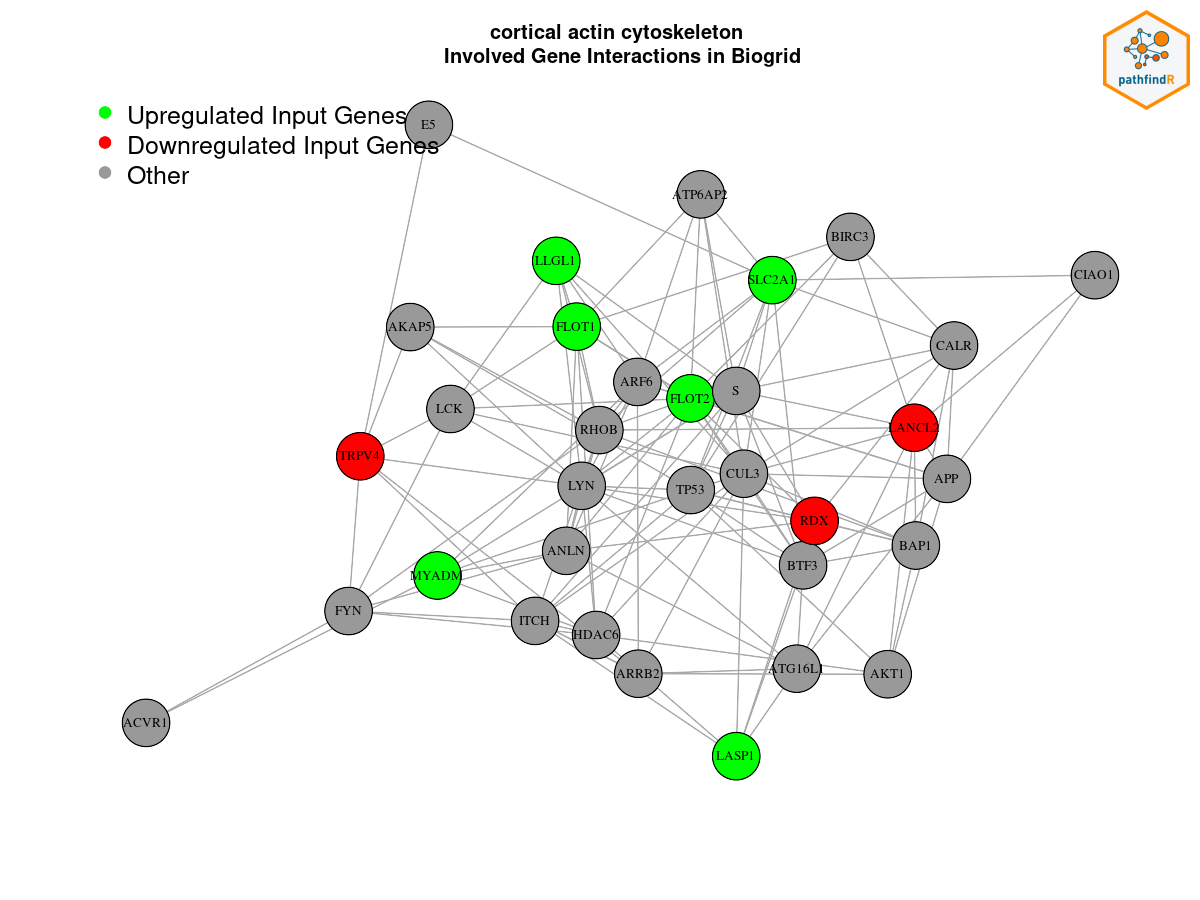 cortical actin cytoskeleton
Involved Gene Interactions in Biogrid
pathfindR
Upregulated Input Genes
Downregulated Input Genes
Other
E5
ATP6AP2
BIRC3
LLGL1
CIAO1
SLC2A1
AKAP5
FLOT1
CALR
ARF6
S
FLOT2
LCK
LANCL2
RHOB
TRPV4
CUL3
APP
LYN
TP53
RDX
BAP1
ANLN
BTF3
MYADM
FYN
ITCH
HDAC6
ATG16L1
ARRB2
AKT1
ACVR1
LASP1